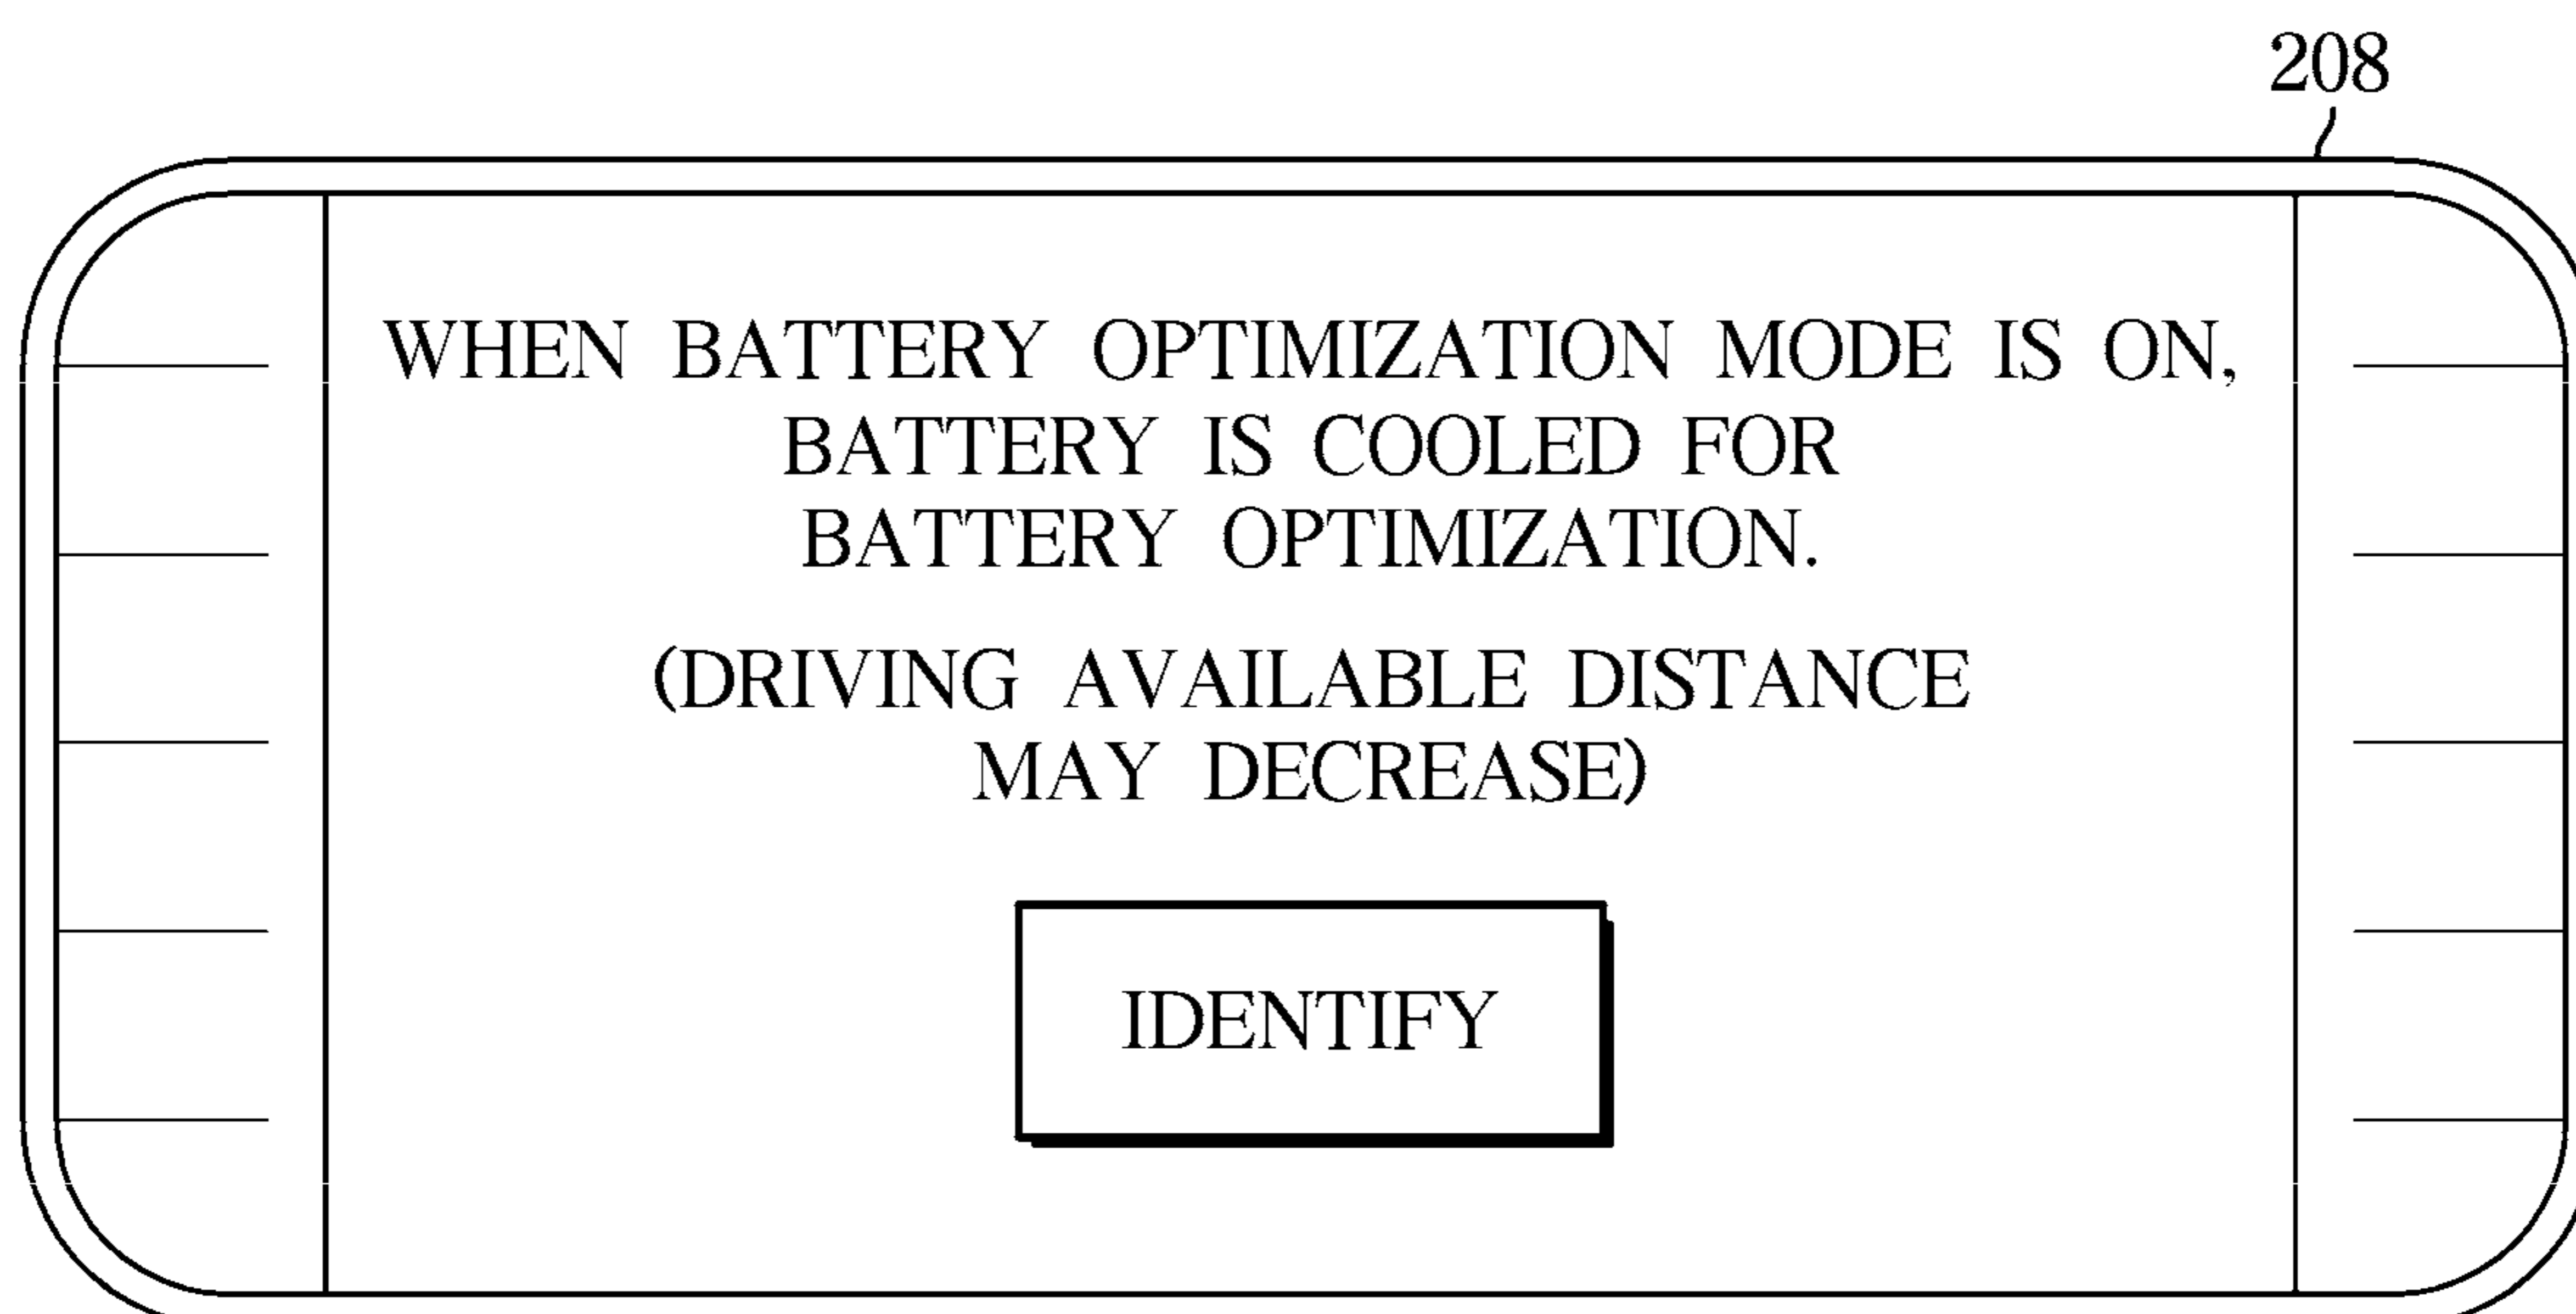 208
WHEN BATTERY OPTIMIZATION MODE IS ON,
BATTERY IS COOLED FOR
BATTERY OPTIMIZATION.
(DRIVING AVAILABLE DISTANCE
MAY DECREASE)
IDENTIFY